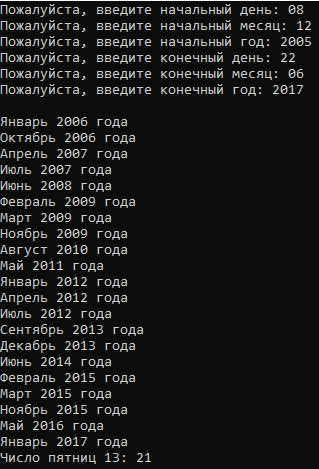 Пожалуйста, введите начальный день: 08
Пожалуйста, введите начальный месяц: 12
Пожалуйста, введите начальный год: 2005
Пожалуйста, введите конечный день: 22
Пожалуйста, введите конечный месяц: 06
Пожалуйста, введите конечный год: 2017
Январь 2006 года
Октябрь 2006 года
Апрель 2007 года
Июль 2007 года
Июнь 2008 года
Февраль 2009 года
Март 2009 года
Ноябрь 2009 года
Август 2010 года
Май 2011 года
Январь 2012 года
Апрель 2012 года
Июль 2012 года
Сентябрь 2013 года
Декабрь 2013 года
Июнь 2014 года
Февраль 2015 года
Март 2015 года
Ноябрь 2015 года
Май 2016 года
Январь 2017 года
Число пятниц 13: 21